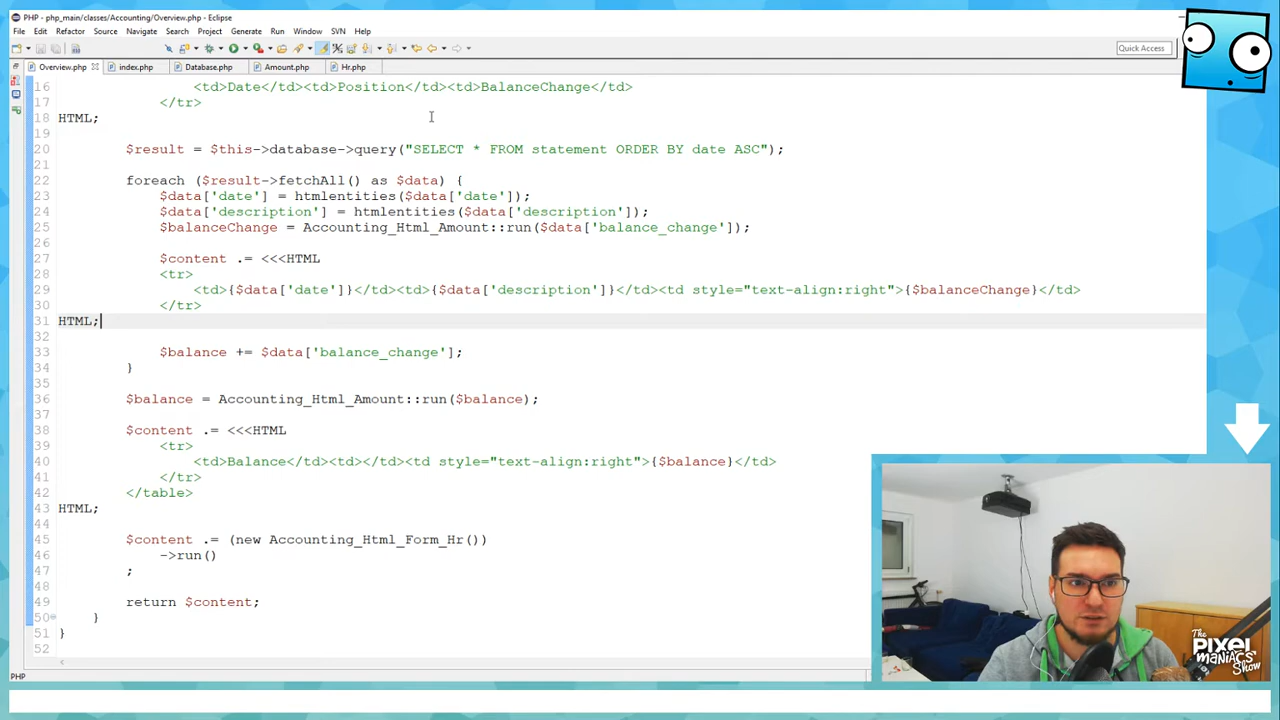 PHP - php_main/classes/Accounting/Overview.php - Eclipse
File Edit Refactor Source Navigate Search Project Generate Run Window SVN Help
Quick Access
Overview.php index.php Database.php Amount.php Hr.php
16 <td>Date</td><td>Position</td><td>BalanceChange</td>
17 </tr>
18 HTML;
19
20 $result = $this->database->query("SELECT * FROM statement ORDER BY date ASC");
21
22 foreach ($result->fetchAll() as $data) {
23 $data['date'] = htmlentities($data['date']);
24 $data['description'] = htmlentities($data['description']);
25 $balanceChange = Accounting_Html_Amount::run($data['balance_change']);
26
27 $content .= <<<HTML
28 <tr>
29 <td>{$data['date']}</td><td>{$data['description']}</td><td style="text-align:right">{$balanceChange}</td>
30 </tr>
31 HTML;
32
33 $balance += $data['balance_change'];
34 }
35
36 $balance = Accounting_Html_Amount::run($balance);
37
38 $content .= <<<HTML
39 <tr>
40 <td>Balance</td><td></td><td style="text-align:right">{$balance}</td>
41 </tr>
42 </table>
43 HTML;
44
45 $content .= (new Accounting_Html_Form_Hr())
46 ->run()
47 ;
48
49 return $content;
50 }
51 }
52
PHP
The
PIXEL
MANIACS
Show